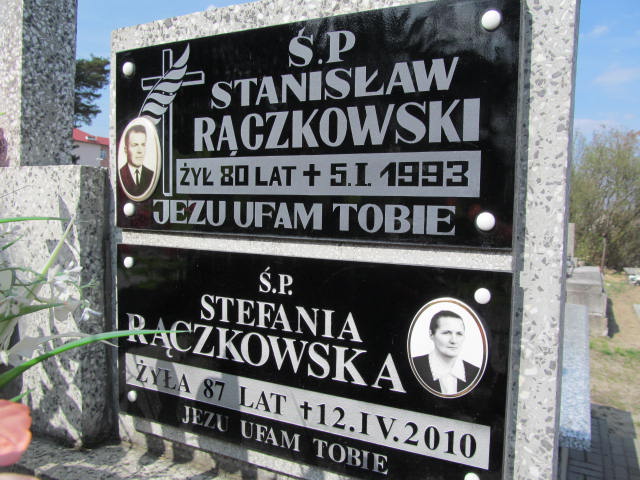 Ś.P
STANISŁAW
RĄCZKOWSKI
ŻYŁ 80 LAT + 5.I.1993
JEZU UFAM TOBIE
Ś.P.
STEFANIA
RĄCZKOWSKA
ŻYŁA 87 LAT +12.IV.2010
JEZU UFAM TOBIE